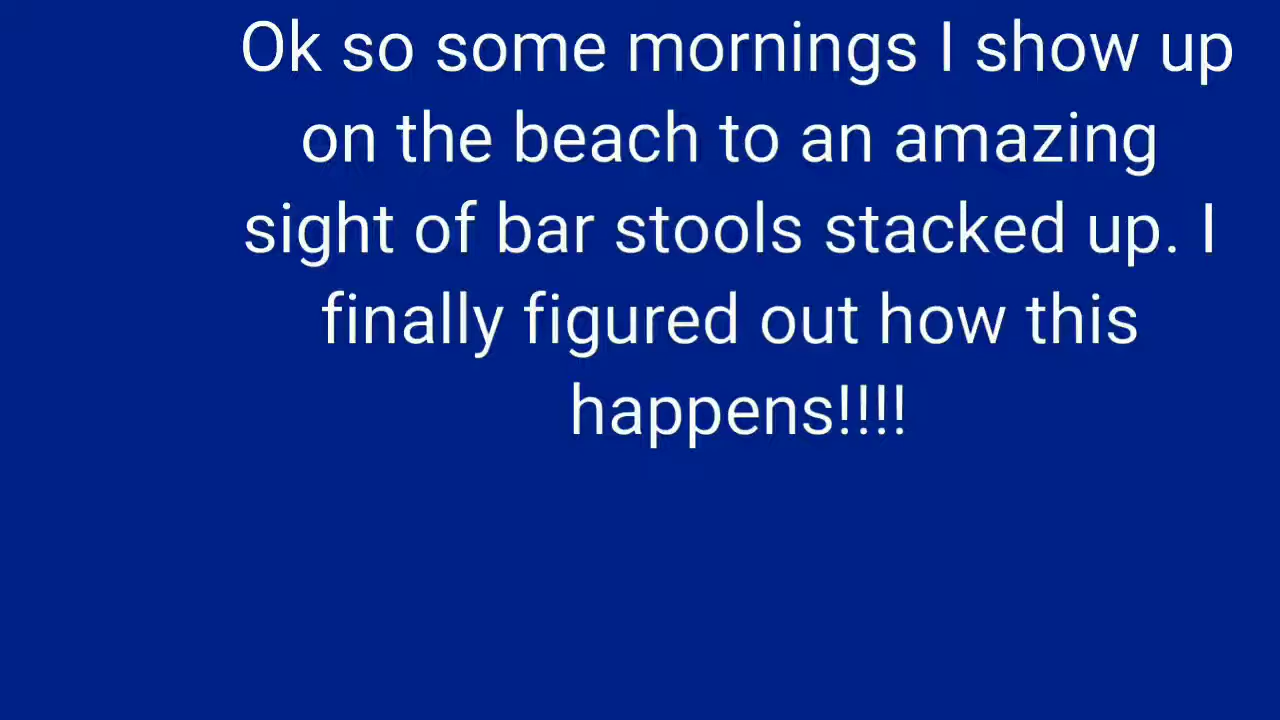 Ok so some mornings I show up
on the beach to an amazing
sight of bar stools stacked up. I
finally figured out how this
happens!!!!